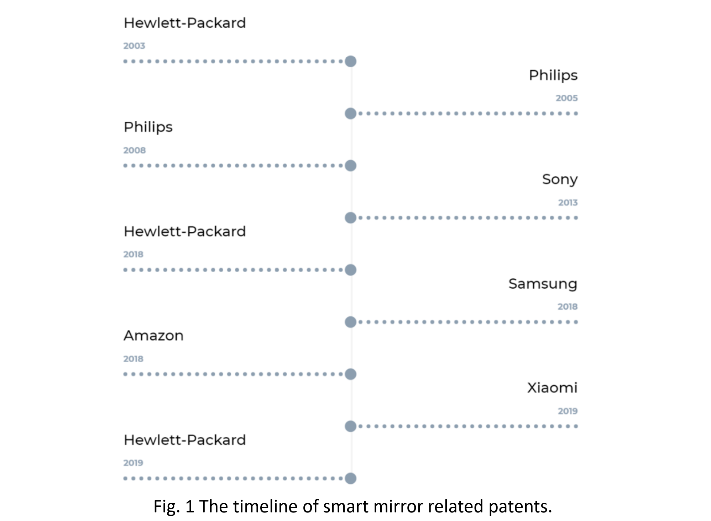 Hewlett-Packard
2003
Philips
2005
Philips
2008
Sony
2013
Hewlett-Packard
2018
Samsung
2018
Amazon
2018
Xiaomi
2019
Hewlett-Packard
2019
Fig. 1 The timeline of smart mirror related patents.